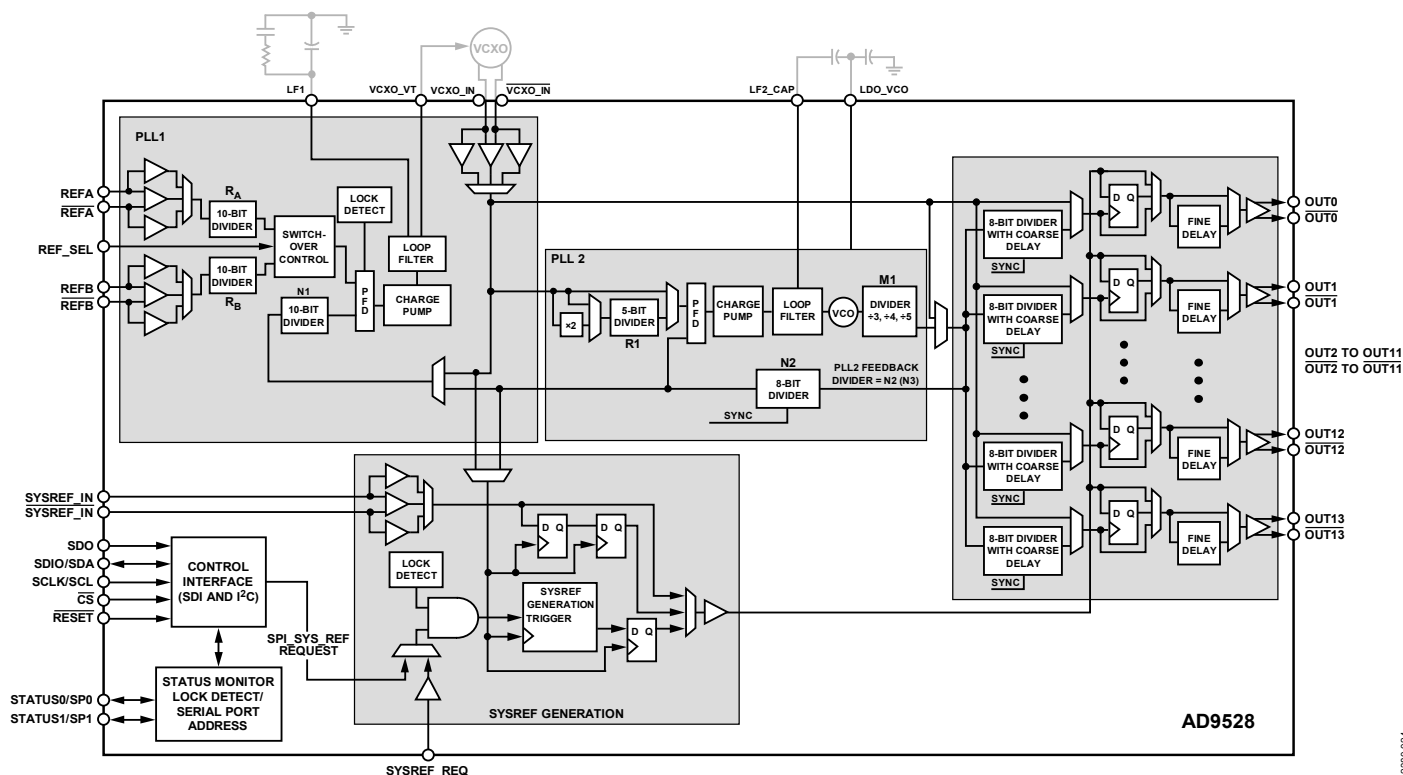 VCXO
LF1
VCXO_VT
VCXO_IN
VCXO_IN
LF2_CAP
LDO_VCO
PLL1
REFA
REFA
REF_SEL
REFB
REFB
RA
10-BIT
DIVIDER
10-BIT
DIVIDER
RB
SWITCH-
OVER
CONTROL
LOCK
DETECT
N1
10-BIT
DIVIDER
P
F
D
LOOP
FILTER
CHARGE
PUMP
PLL 2
×2
5-BIT
DIVIDER
R1
P
F
D
CHARGE
PUMP
LOOP
FILTER
VCO
M1
DIVIDER
÷3, ÷4, ÷5
N2
8-BIT
DIVIDER
SYNC
PLL2 FEEDBACK
DIVIDER = N2 (N3)
8-BIT DIVIDER
WITH COARSE
DELAY
SYNC
D Q
FINE
DELAY
OUT0
OUT0
8-BIT DIVIDER
WITH COARSE
DELAY
SYNC
D Q
FINE
DELAY
OUT1
OUT1
OUT2 TO OUT11
OUT2 TO OUT11
8-BIT DIVIDER
WITH COARSE
DELAY
SYNC
D Q
FINE
DELAY
OUT12
OUT12
8-BIT DIVIDER
WITH COARSE
DELAY
SYNC
D Q
FINE
DELAY
OUT13
OUT13
SYSREF_IN
SYSREF_IN
SDO
SDIO/SDA
SCLK/SCL
CS
RESET
CONTROL
INTERFACE
(SDI AND I2C)
SPI_SYS_REF
REQUEST
STATUS0/SP0
STATUS1/SP1
STATUS MONITOR
LOCK DETECT/
SERIAL PORT
ADDRESS
LOCK
DETECT
D Q
D Q
SYSREF
GENERATION
TRIGGER
D Q
SYSREF GENERATION
SYSREF_REQ
AD9528